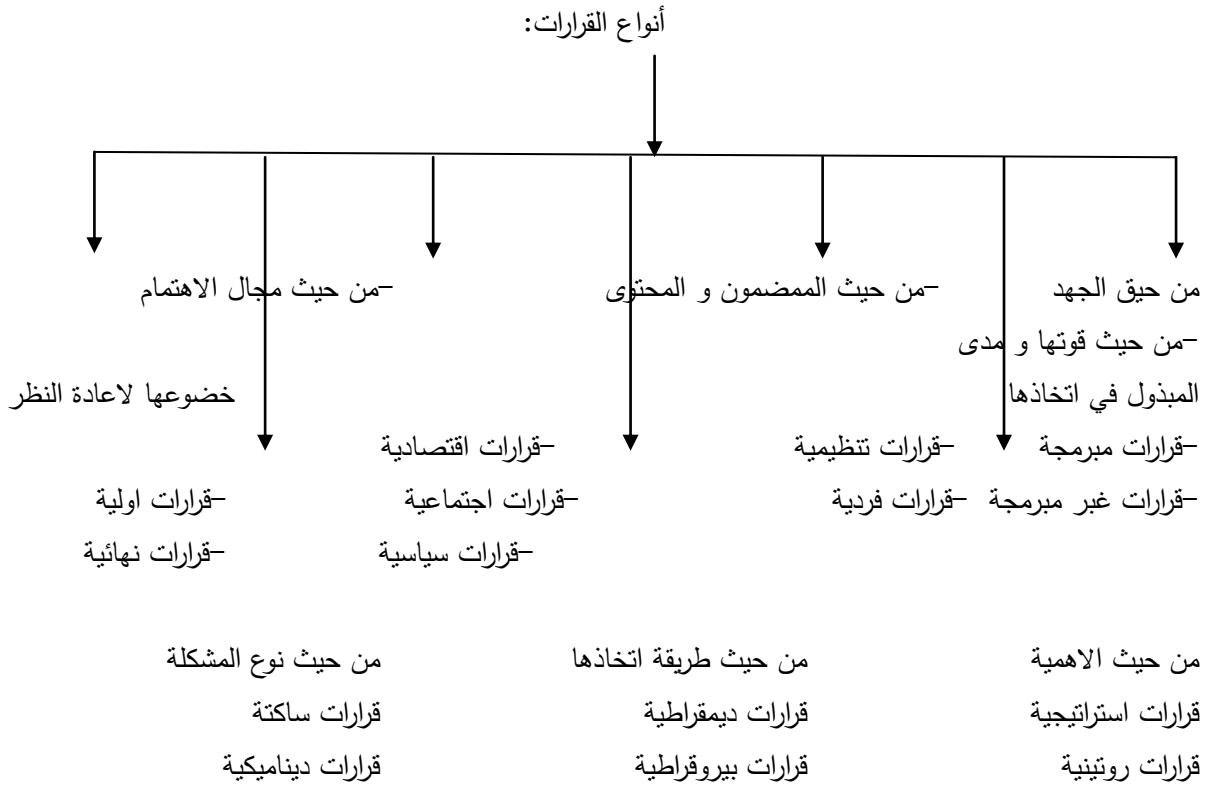 أنواع القرارات:
من حيق الجهد -من حيث الممضمون و المحتوى -من حيث مجال الاهتمام
-من حيث قوتها و مدى
المبذول في اتخاذها خضوعها لاعادة النظر
-قرارات مبرمجة -قرارات تنظيمية -قرارات اقتصادية
-قرارات غبر مبرمجة -قرارات فردية -قرارات اجتماعية -قرارات اولية
-قرارات سياسية -قرارات نهائية
من حيث الاهمية من حيث طريقة اتخاذها من حيث نوع المشكلة
قرارات استراتيجية قرارات ديمقراطية قرارات ساكتة
قرارات روتينية قرارات بيروقراطية قرارات ديناميكية